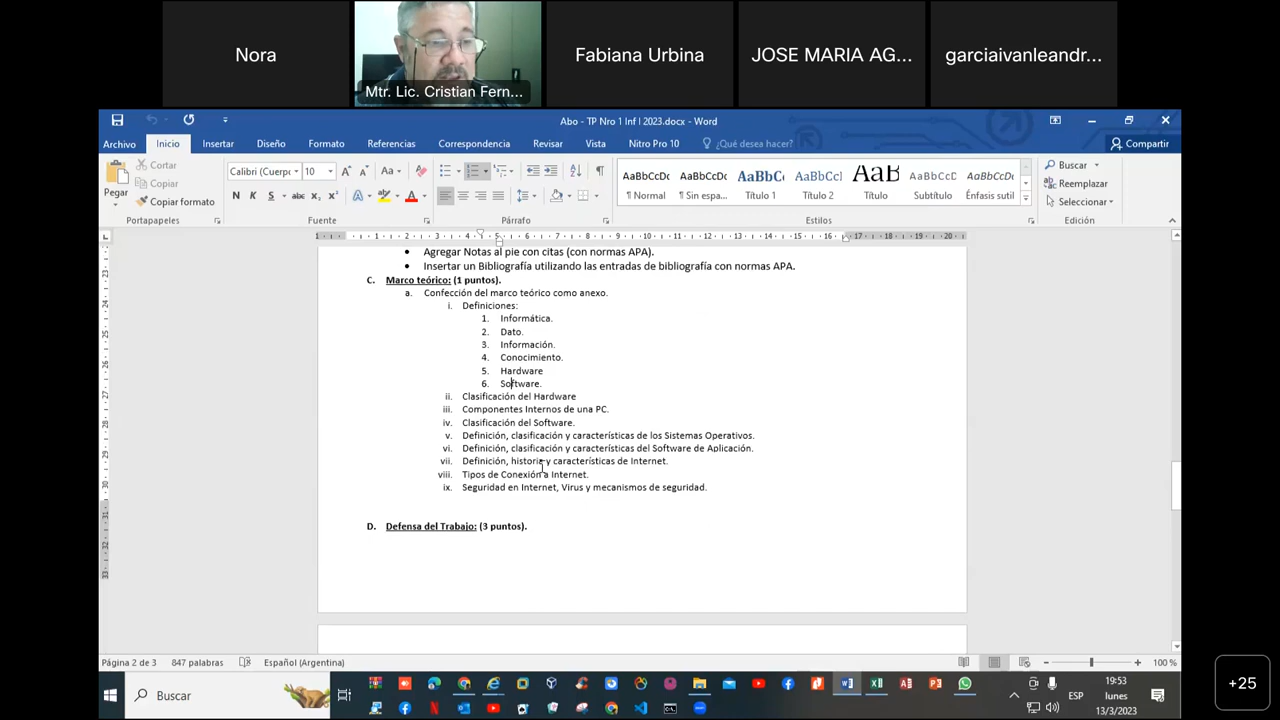 Nora
Mtr. Lic. Cristian Fern...
Fabiana Urbina
JOSE MARIA AG...
garciaivanleandr...
Abo - TP Nro 1 Inf I 2023.docx - Word
Archivo
Inicio
Insertar
Diseño
Formato
Referencias
Correspondencia
Revisar
Vista
Nitro Pro 10
¿Qué desea hacer?
Compartir
Pegar
Cortar
Copiar
Copiar formato
Portapapeles
Calibri (Cuerpo
10
Fuente
Párrafo
AaBbCcDc
¶ Normal
AaBbCcDc
¶ Sin espa...
AaBbC
Título 1
AaBbCc
Título 2
AaB
Título
AaBbCcD
Subtítulo
AaBbCcDc
Énfasis sutil
Estilos
Buscar
Reemplazar
Seleccionar
Edición
• Agregar Notas al pie con citas (con normas APA).
• Insertar un Bibliografía utilizando las entradas de bibliografía con normas APA.
C. Marco teórico: (1 puntos).
a. Confección del marco teórico como anexo.
i. Definiciones:
1. Informática.
2. Dato.
3. Información.
4. Conocimiento.
5. Hardware
6. Software.
ii. Clasificación del Hardware
iii. Componentes Internos de una PC.
iv. Clasificación del Software.
v. Definición, clasificación y características de los Sistemas Operativos.
vi. Definición, clasificación y características del Software de Aplicación.
vii. Definición, historia y características de Internet.
viii. Tipos de Conexión a Internet.
ix. Seguridad en Internet, Virus y mecanismos de seguridad.
D. Defensa del Trabajo: (3 puntos).
Página 2 de 3
847 palabras
Español (Argentina)
100 %
Buscar
ESP
19:53
lunes
13/3/2023
+25